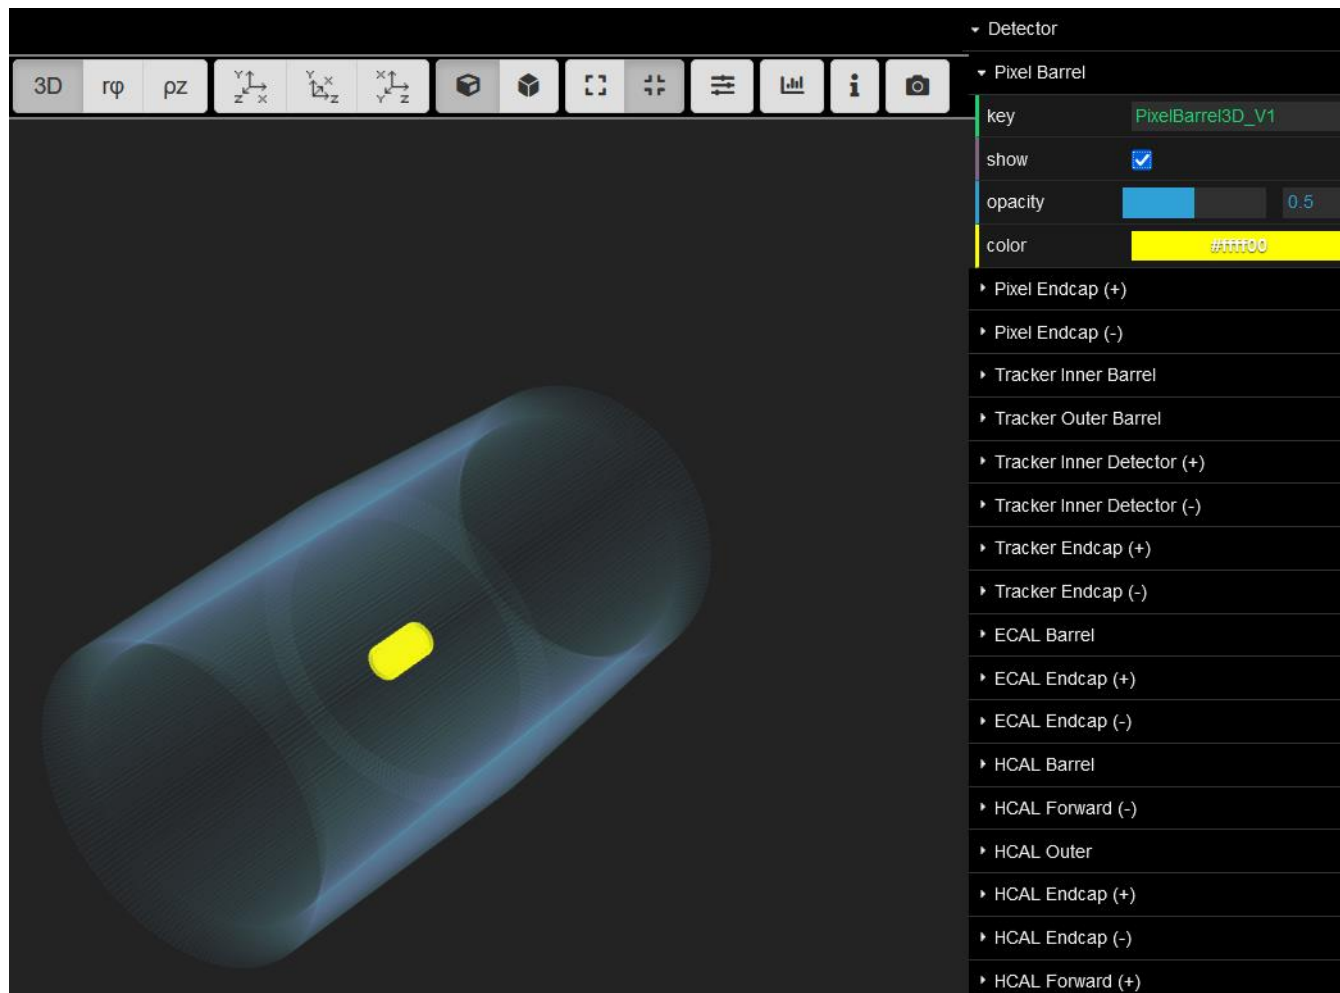 Detector
3D rφ ρz Y Z X Y X Z X Y Z i
Pixel Barrel
key PixelBarrel3D_V1
show
opacity 0.5
color #ffff00
Pixel Endcap (+)
Pixel Endcap (-)
Tracker Inner Barrel
Tracker Outer Barrel
Tracker Inner Detector (+)
Tracker Inner Detector (-)
Tracker Endcap (+)
Tracker Endcap (-)
ECAL Barrel
ECAL Endcap (+)
ECAL Endcap (-)
HCAL Barrel
HCAL Forward (-)
HCAL Outer
HCAL Endcap (+)
HCAL Endcap (-)
HCAL Forward (+)